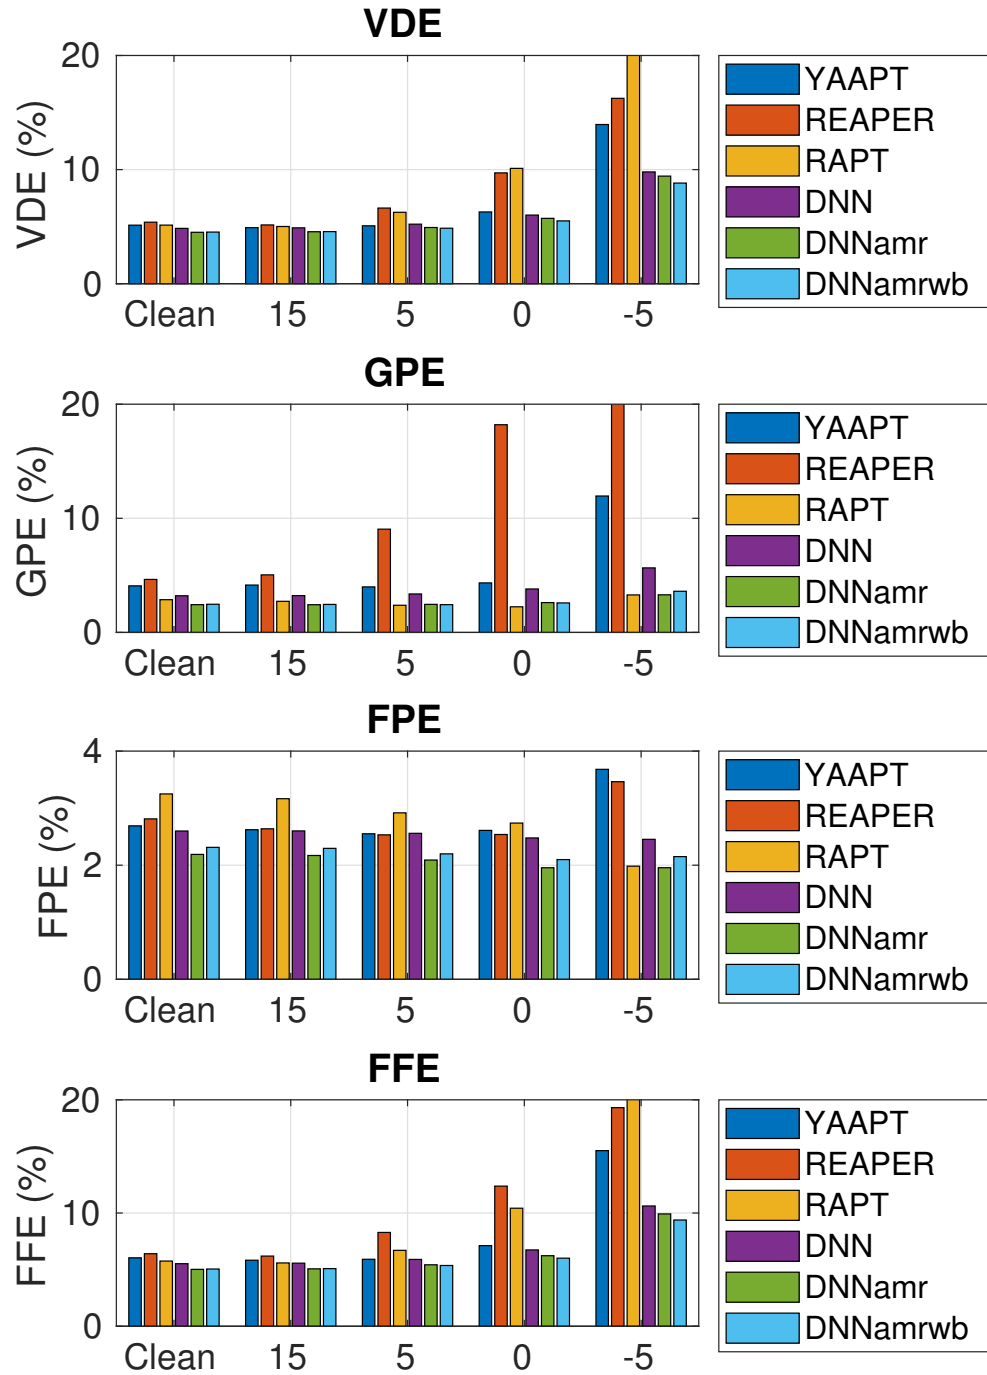 VDE
VDE (%)
20
10
0
Clean 15 5 0 -5
YAAPT
REAPER
RAPT
DNN
DNNamr
DNNamrwb
GPE
GPE (%)
20
10
0
Clean 15 5 0 -5
YAAPT
REAPER
RAPT
DNN
DNNamr
DNNamrwb
FPE
FPE (%)
4
2
0
Clean 15 5 0 -5
YAAPT
REAPER
RAPT
DNN
DNNamr
DNNamrwb
FFE
FFE (%)
20
10
0
Clean 15 5 0 -5
YAAPT
REAPER
RAPT
DNN
DNNamr
DNNamrwb